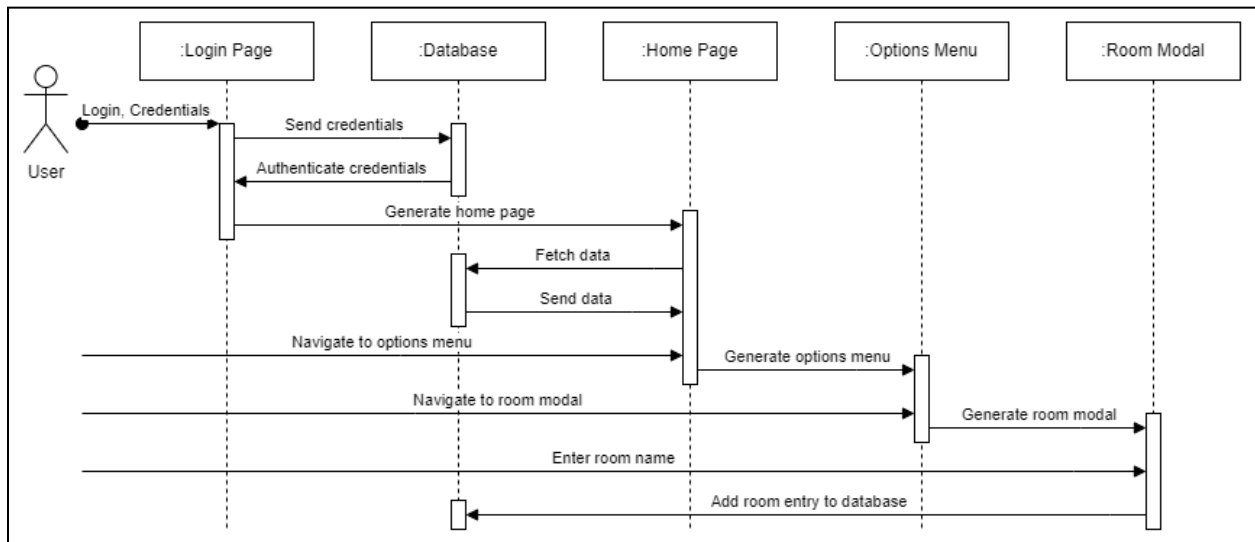 :Login Page
:Database
:Home Page
:Options Menu
:Room Modal
Login, Credentials
Send credentials
User
Authenticate credentials
Generate home page
Fetch data
Send data
Navigate to options menu
Generate options menu
Navigate to room modal
Generate room modal
Enter room name
Add room entry to database